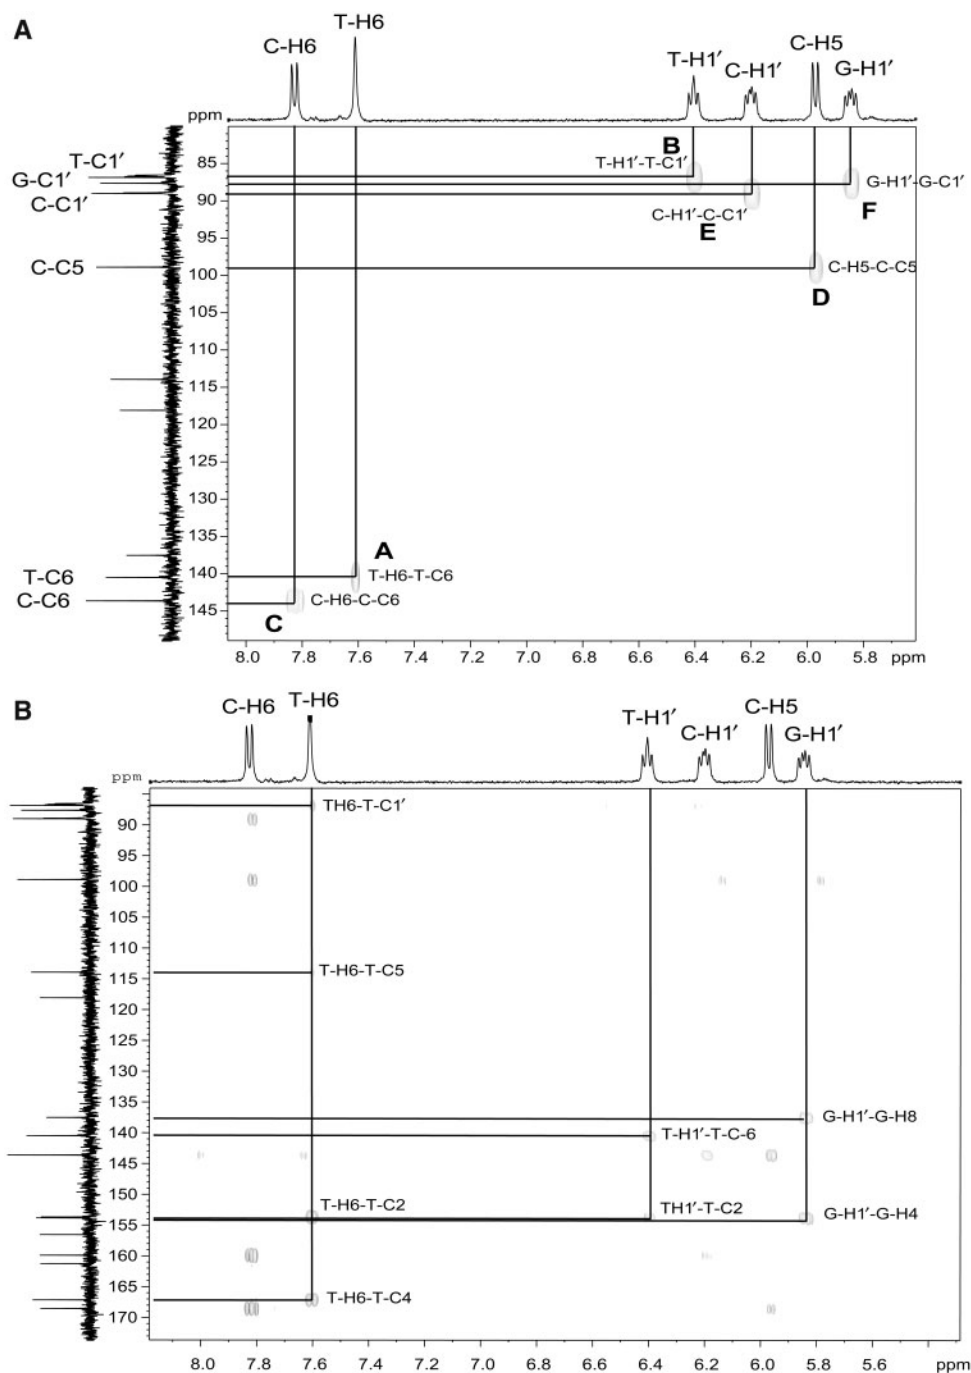 A
T-H6
C-H6
C-H5
T-H1′
C-H1′
G-H1′
ppm
B
T-C1′
T-H1′-T-C1′
85
G-C1′
G-H1′-G-C1′
90
C-C1′
C-H1′-C-C1′
F
E
95
C-C5
100
C-H5-C-C5
D
105
110
115
120
125
130
135
A
T-C6
140
T-H6-T-C6
C-C6
C-H6-C-C6
145
C
8.0 7.8 7.6 7.4 7.2 7.0 6.8 6.6 6.4 6.2 6.0 5.8 ppm
B
T-H6
C-H6
C-H5
T-H1′
C-H1′
G-H1′
ppm
TH6-T-C1′
90
95
100
105
110
T-H6-T-C5
115
120
125
130
135
G-H1′-G-H8
140
T-H1′-T-C-6
145
150
T-H6-T-C2
TH1′-T-C2
G-H1′-G-H4
155
160
165
T-H6-T-C4
170
8.0 7.8 7.6 7.4 7.2 7.0 6.8 6.6 6.4 6.2 6.0 5.8 5.6 ppm